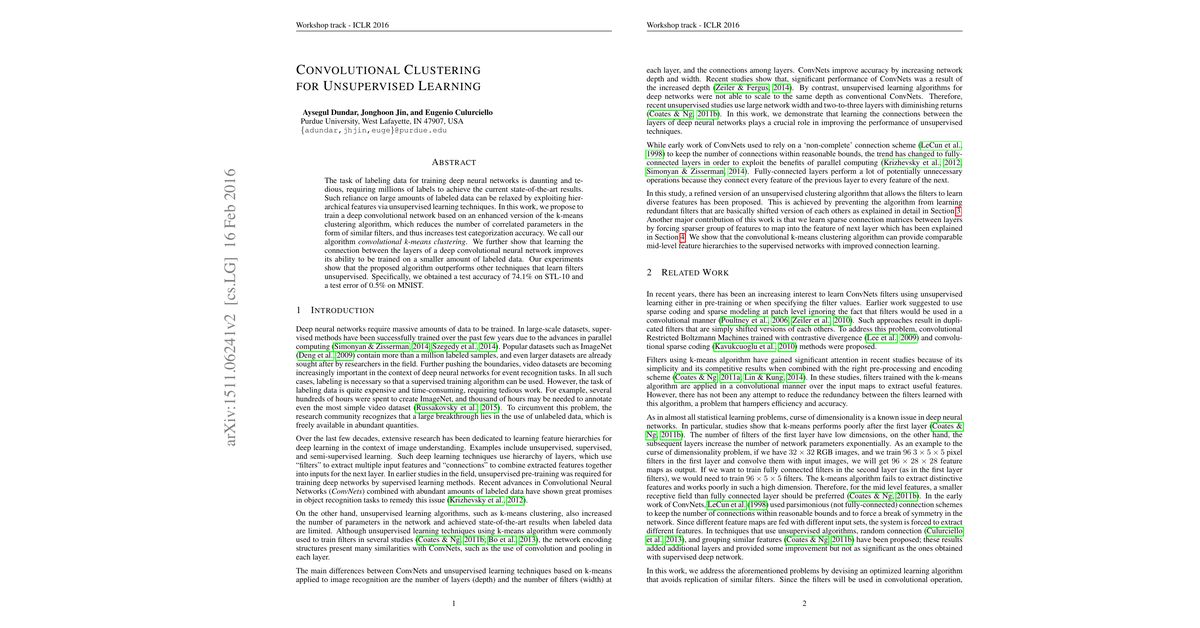 Workshop track - ICLR 2016
CONVOLUTIONAL CLUSTERING
FOR UNSUPERVISED LEARNING
Aysegul Dundar, Jonghoon Jin, and Eugenio Culurciello
Purdue University, West Lafayette, IN 47907, USA
{adundar,jhjin,euge}@purdue.edu
ABSTRACT
The task of labeling data for training deep neural networks is daunting and te-
dious, requiring millions of labels to achieve the current state-of-the-art results.
Such reliance on large amounts of labeled data can be relaxed by exploiting hier-
archical features via unsupervised learning techniques. In this work, we propose to
train a deep convolutional network based on an enhanced version of the k-means
clustering algorithm, which reduces the number of correlated parameters in the
form of similar filters, and thus increases test categorization accuracy. We call our
algorithm convolutional k-means clustering. We further show that learning the
connection between the layers of a deep convolutional neural network improves
its ability to be trained on a smaller amount of labeled data. Our experiments
show that the proposed algorithm outperforms other techniques that learn filters
unsupervised. Specifically, we obtained a test accuracy of 74.1% on STL-10 and
a test error of 0.5% on MNIST.
1 INTRODUCTION
Deep neural networks require massive amounts of data to be trained. In large-scale datasets, super-
vised methods have been successfully trained over the past few years due to the advances in parallel
computing (Simonyan & Zisserman, 2014; Szegedy et al., 2014). Popular datasets such as ImageNet
(Deng et al., 2009) contain more than a million labeled samples, and even larger datasets are already
sought after by researchers in the field. Further pushing the boundaries, video datasets are becoming
increasingly important in the context of deep neural networks for event recognition tasks. In all such
cases, labeling is necessary so that a supervised training algorithm can be used. However, the task of
labeling data is quite expensive and time-consuming, requiring tedious work. For example, several
hundreds of hours were spent to create ImageNet, and thousand of hours may be needed to annotate
even the most simple video dataset (Russakovsky et al., 2015). To circumvent this problem, the
research community recognizes that a large breakthrough lies in the use of unlabeled data, which is
freely available in abundant quantities.
Over the last few decades, extensive research has been dedicated to learning feature hierarchies for
deep learning in the context of image understanding. Examples include unsupervised, supervised,
and semi-supervised learning. Such deep learning techniques use hierarchy of layers, which use
“filters” to extract multiple input features and “connections” to combine extracted features together
into inputs for the next layer. In earlier studies in the field, unsupervised pre-training was required for
training deep networks by supervised learning methods. Recent advances in Convolutional Neural
Networks (ConvNets) combined with abundant amounts of labeled data have shown great promises
in object recognition tasks to remedy this issue (Krizhevsky et al., 2012).
On the other hand, unsupervised learning algorithms, such as k-means clustering, also increased
the number of parameters in the network and achieved state-of-the-art results when labeled data
are limited. Although unsupervised learning techniques using k-means algorithm were commonly
used to train filters in several studies (Coates & Ng, 2011b; Bo et al., 2013), the network encoding
structures present many similarities with ConvNets, such as the use of convolution and pooling in
each layer.
The main differences between ConvNets and unsupervised learning techniques based on k-means
applied to image recognition are the number of layers (depth) and the number of filters (width) at
1
arXiv:1511.06241v2 [cs.LG] 16 Feb 2016
Workshop track - ICLR 2016
each layer, and the connections among layers. ConvNets improve accuracy by increasing network
depth and width. Recent studies show that, significant performance of ConvNets was a result of
the increased depth (Zeiler & Fergus, 2014). By contrast, unsupervised learning algorithms for
deep networks were not able to scale to the same depth as conventional ConvNets. Therefore,
recent unsupervised studies use large network width and two-to-three layers with diminishing returns
(Coates & Ng, 2011b). In this work, we demonstrate that learning the connections between the
layers of deep neural networks plays a crucial role in improving the performance of unsupervised
techniques.
While early work of ConvNets used to rely on a ‘non-complete’ connection scheme (LeCun et al.,
1998) to keep the number of connections within reasonable bounds, the trend has changed to fully-
connected layers in order to exploit the benefits of parallel computing (Krizhevsky et al., 2012;
Simonyan & Zisserman, 2014). Fully-connected layers perform a lot of potentially unnecessary
operations because they connect every feature of the previous layer to every feature of the next.
In this study, a refined version of an unsupervised clustering algorithm that allows the filters to learn
diverse features has been proposed. This is achieved by preventing the algorithm from learning
redundant filters that are basically shifted version of each others as explained in detail in Section 3.
Another major contribution of this work is that we learn sparse connection matrices between layers
by forcing sparser group of features to map into the feature of next layer which has been explained
in Section 4. We show that the convolutional k-means clustering algorithm can provide comparable
mid-level feature hierarchies to the supervised networks with improved connection learning.
2 RELATED WORK
In recent years, there has been an increasing interest to learn ConvNets filters using unsupervised
learning either in pre-training or when specifying the filter values. Earlier work suggested to use
sparse coding and sparse modeling at patch level ignoring the fact that filters would be used in a
convolutional manner (Poultney et al., 2006; Zeiler et al., 2010). Such approaches result in dupli-
cated filters that are simply shifted versions of each others. To address this problem, convolutional
Restricted Boltzmann Machines trained with contrastive divergence (Lee et al., 2009) and convolu-
tional sparse coding (Kavukcuoglu et al., 2010) methods were proposed.
Filters using k-means algorithm have gained significant attention in recent studies because of its
simplicity and its competitive results when combined with the right pre-processing and encoding
scheme (Coates & Ng, 2011a; Lin & Kung, 2014). In these studies, filters trained with the k-means
algorithm are applied in a convolutional manner over the input maps to extract useful features.
However, there has not been any attempt to reduce the redundancy between the filters learned with
this algorithm, a problem that hampers efficiency and accuracy.
As in almost all statistical learning problems, curse of dimensionality is a known issue in deep neural
networks. In particular, studies show that k-means performs poorly after the first layer (Coates &
Ng, 2011b). The number of filters of the first layer have low dimensions, on the other hand, the
subsequent layers increase the number of network parameters exponentially. As an example to the
curse of dimensionality problem, if we have 32 × 32 RGB images, and we train 96 3 × 5 × 5 pixel
filters in the first layer and convolve them with input images, we will get 96 × 28 × 28 feature
maps as output. If we want to train fully connected filters in the second layer (as in the first layer
filters), we would need to train 96 × 5 × 5 filters. The k-means algorithm fails to extract distinctive
features and works poorly in such a high dimension. Therefore, for the mid level features, a smaller
receptive field than fully connected layer should be preferred (Coates & Ng, 2011b). In the early
work of ConvNets, LeCun et al. (1998) used parsimonious (not fully-connected) connection schemes
to keep the number of connections within reasonable bounds and to force a break of symmetry in the
network. Since different feature maps are fed with different input sets, the system is forced to extract
different features. In techniques that use unsupervised algorithms, random connection (Culurciello
et al., 2013), and grouping similar features (Coates & Ng, 2011b) have been proposed; these results
added additional layers and provided some improvement but not as significant as the ones obtained
with supervised deep network.
In this work, we address the aforementioned problems by devising an optimized learning algorithm
that avoids replication of similar filters. Since the filters will be used in convolutional operation,
2